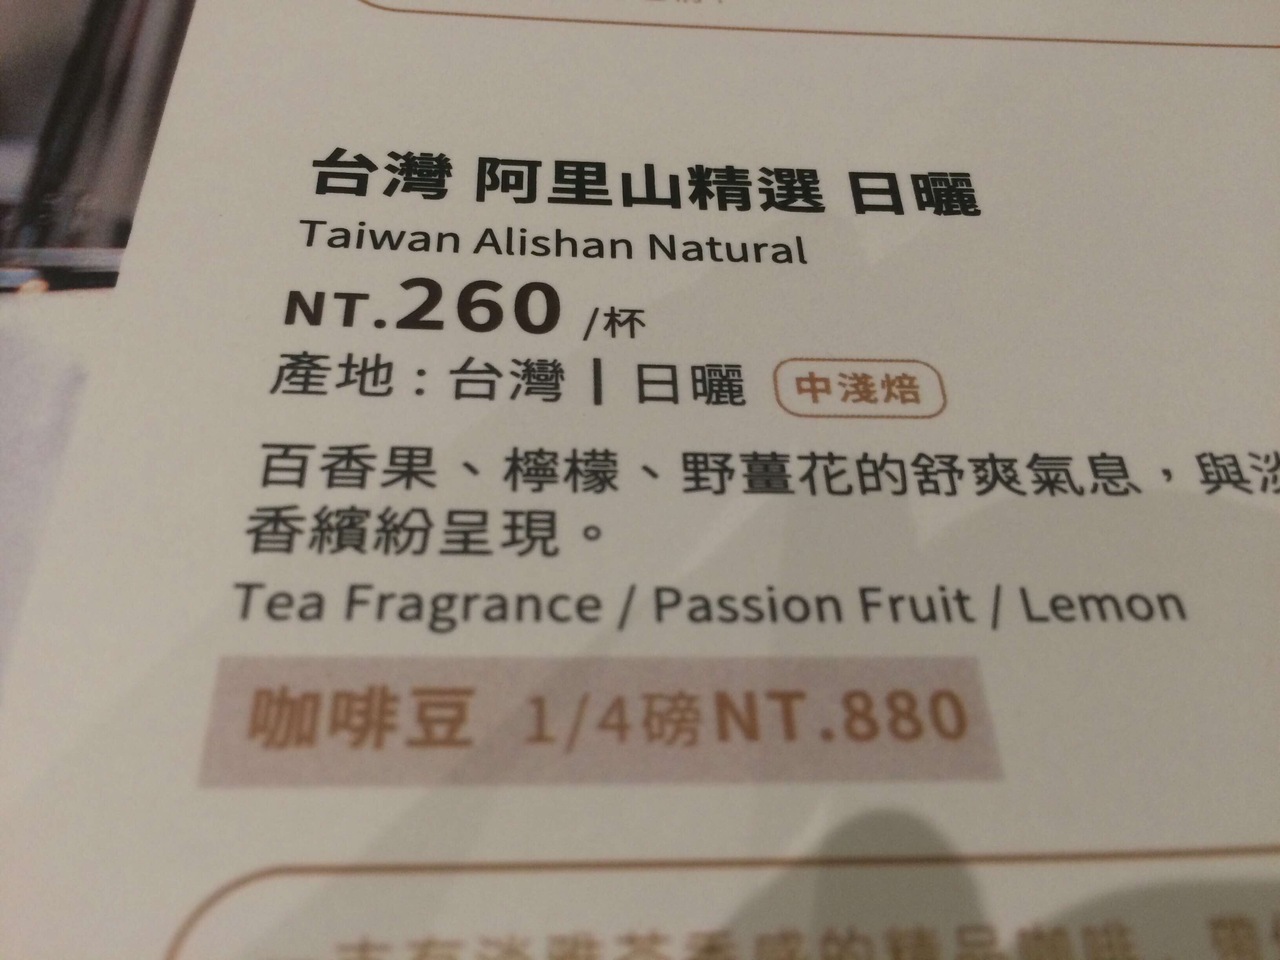 台灣 阿里山精選 日曬
Taiwan Alishan Natural
NT.260 /杯
產地：台灣 | 日曬 中淺焙
百香果、檸檬、野薑花的舒爽氣息，與淡
香繽紛呈現。
Tea Fragrance / Passion Fruit / Lemon
咖啡豆 1/4磅NT.880